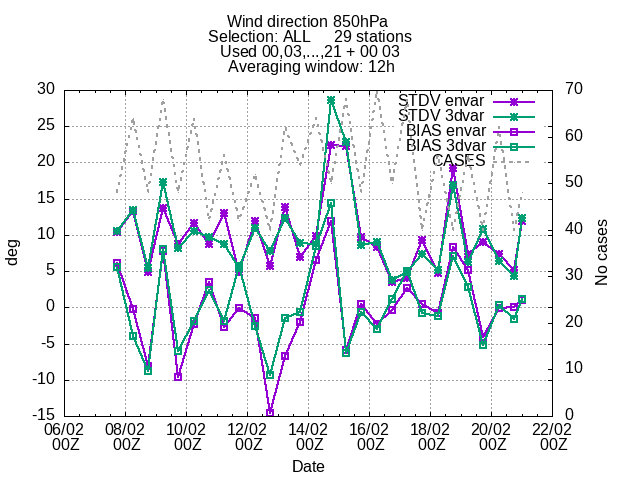 Wind direction 850hPa
Selection: ALL 29 stations
Used 00,03,...,21 + 00 03
Averaging window: 12h
30 70
STDV envar
STDV 3dvar
BIAS envar
BIAS 3dvar
CASES
25
20
15
10
5
0
-5
-10
-15
60
50
40
30
20
10
0
deg
No cases
06/02 08/02 10/02 12/02 14/02 16/02 18/02 20/02 22/02
00Z 00Z 00Z 00Z 00Z 00Z 00Z 00Z 00Z
Date